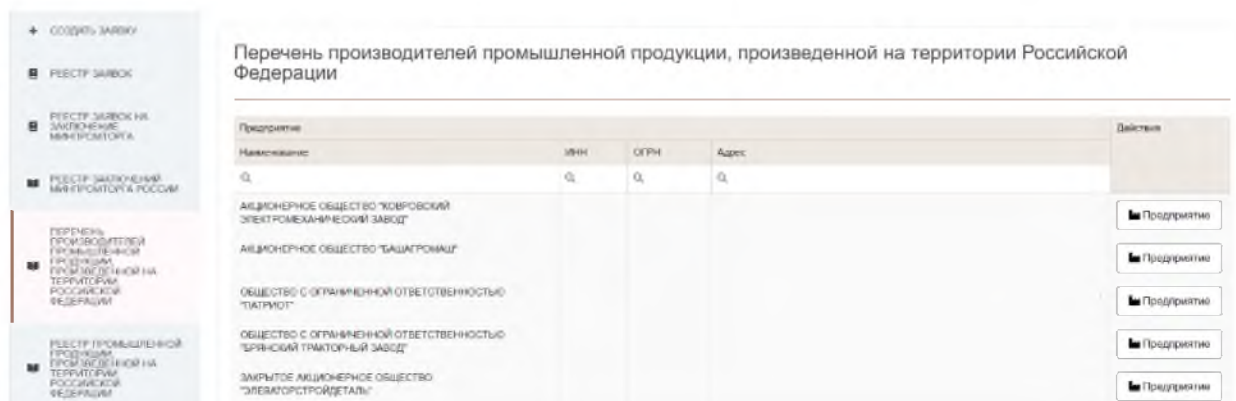 СОЗДАТЬ ЗАЯВКУ
РЕЕСТР ЗАЯВОК
РЕЕСТР ЗАЯВОК НА
ЗАКЛЮЧЕНИЕ
МИНПРОМТОРГА
РЕЕСТР ЗАКЛЮЧЕНИЙ
МИНПРОМТОРГА РОССИИ
ПЕРЕЧЕНЬ
ПРОИЗВОДИТЕЛЕЙ
ПРОМЫШЛЕННОЙ
ПРОДУКЦИИ,
ПРОИЗВЕДЕННОЙ НА
ТЕРРИТОРИИ
РОССИЙСКОЙ
ФЕДЕРАЦИИ
РЕЕСТР ПРОМЫШЛЕННОЙ
ПРОДУКЦИИ,
ПРОИЗВЕДЕННОЙ НА
ТЕРРИТОРИИ
РОССИЙСКОЙ
ФЕДЕРАЦИИ
Перечень производителей промышленной продукции, произведенной на территории Российской
Федерации
Предприятие Действия
Наименование ИНН ОГРН Адрес
АКЦИОНЕРНОЕ ОБЩЕСТВО "КОВРОВСКИЙ
ЭЛЕКТРОМЕХАНИЧЕСКИЙ ЗАВОД"
Предприятие
АКЦИОНЕРНОЕ ОБЩЕСТВО "БАШАГРОМАШ"
Предприятие
ОБЩЕСТВО С ОГРАНИЧЕННОЙ ОТВЕТСТВЕННОСТЬЮ
"ПАТРИОТ"
Предприятие
ОБЩЕСТВО С ОГРАНИЧЕННОЙ ОТВЕТСТВЕННОСТЬЮ
"БРЯНСКИЙ ТРАКТОРНЫЙ ЗАВОД"
Предприятие
ЗАКРЫТОЕ АКЦИОНЕРНОЕ ОБЩЕСТВО
"ЭЛЕВАТОРСТРОЙДЕТАЛЬ"
Предприятие